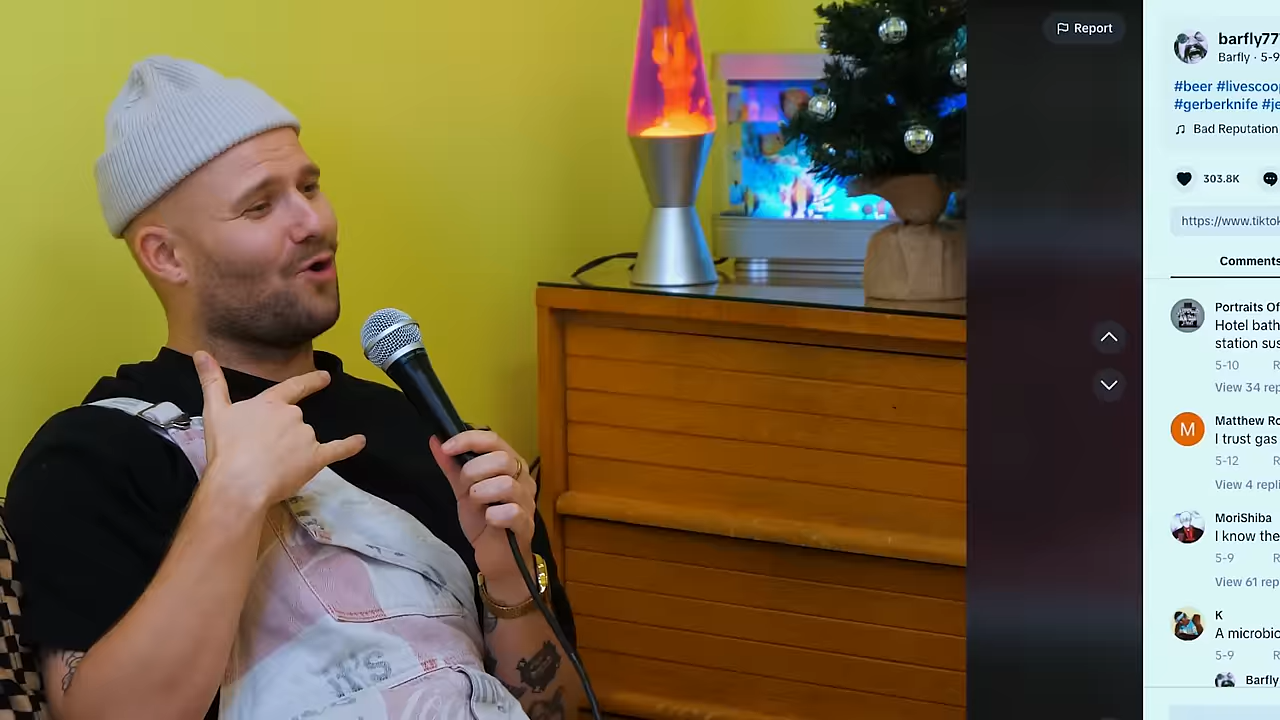 Report
barfly77
Barfly · 5-9
#beer #livescoo
#gerberknife #je
Bad Reputation
303.8K
https://www.tiktok
Comments
Portraits Of
Hotel bath
station sus
5-10 R
View 34 rep
M
Matthew Ro
I trust gas
5-12 R
View 4 repli
MoriShiba
I know the
5-9 R
View 61 rep
K
A microbio
5-9 R
Barfly